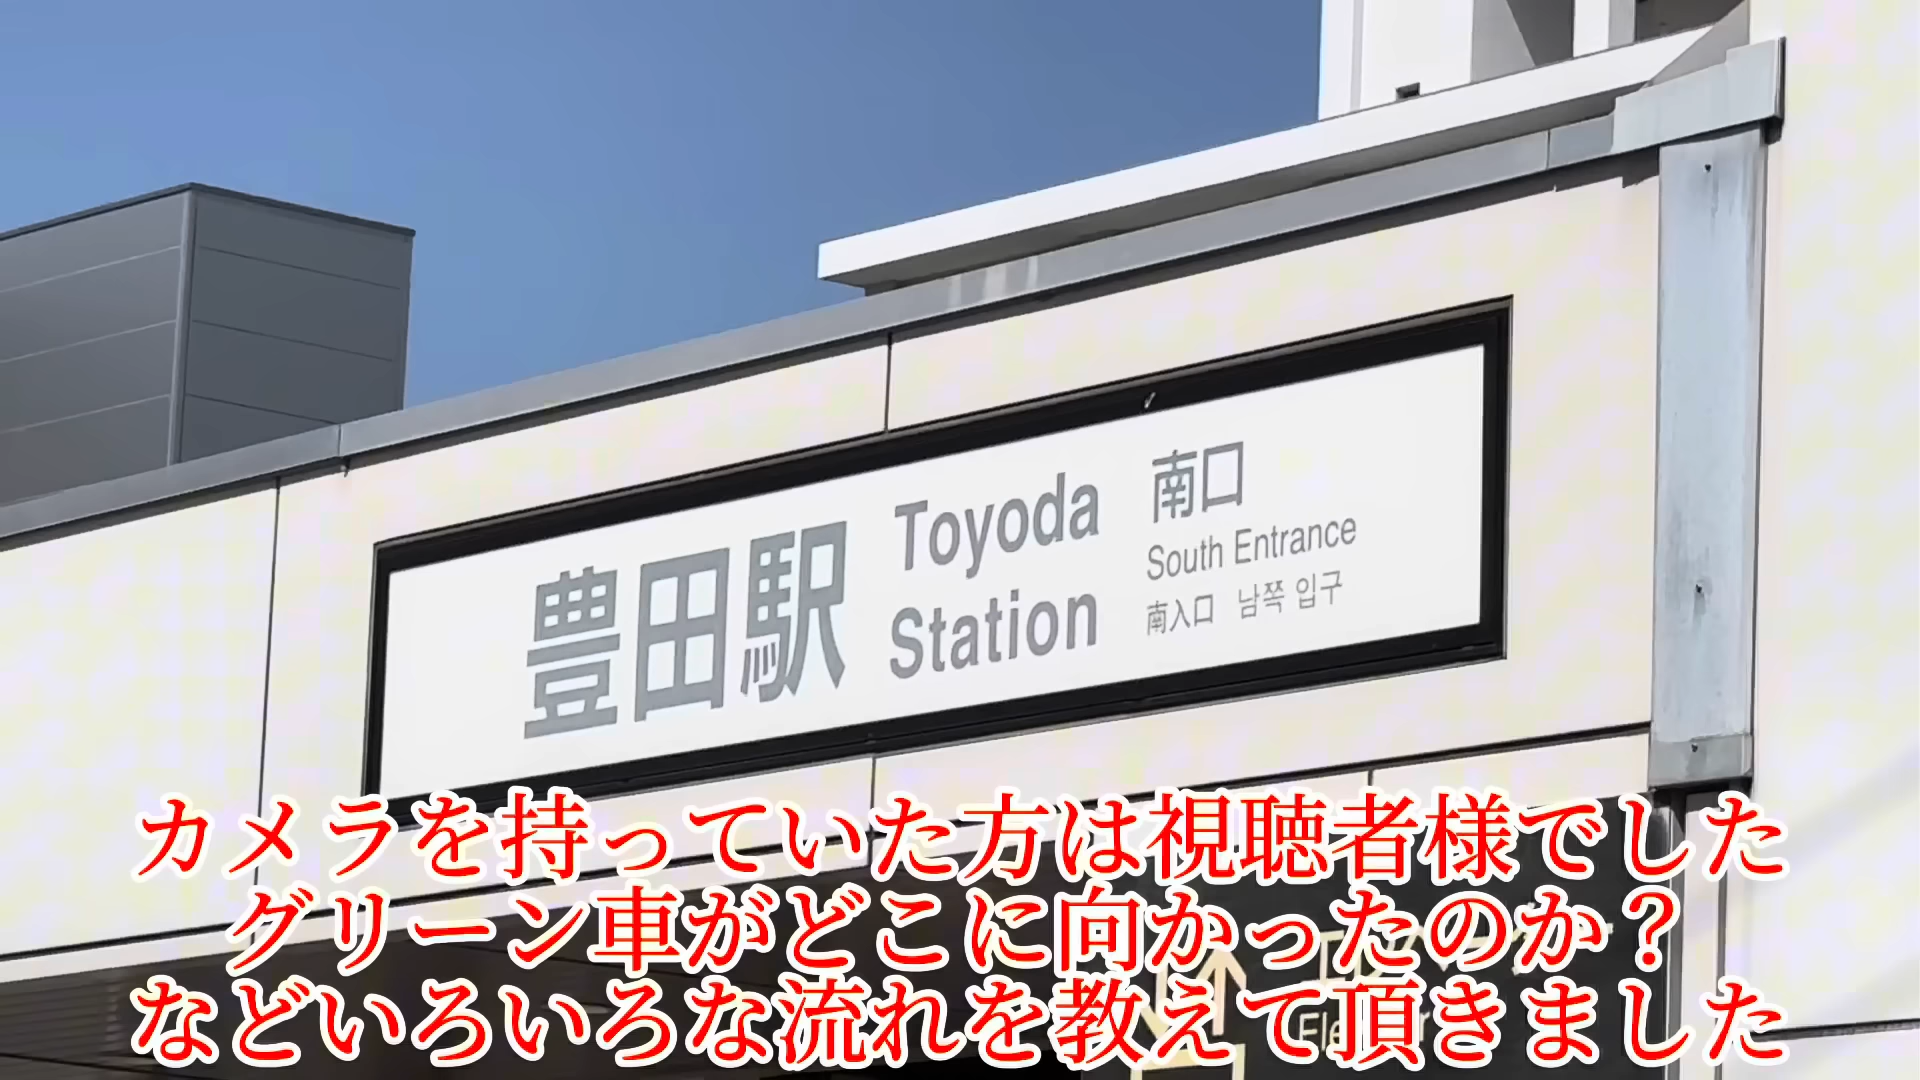 豊田駅
Toyoda
Station
南口
South Entrance
南入口 남쪽 입구
カメラを持っていた方は視聴者様でした
グリーン車がどこに向かったのか？
などいろいろな流れを教えて頂きました